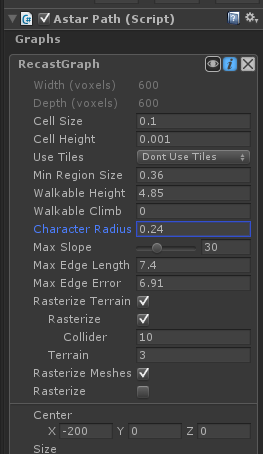 Astar Path (Script)
Graphs
RecastGraph
Width (voxels) 600
Depth (voxels) 600
Cell Size 0.1
Cell Height 0.001
Use Tiles Dont Use Tiles
Min Region Size 0.36
Walkable Height 4.85
Walkable Climb 0
Character Radius 0.24
Max Slope 30
Max Edge Length 7.4
Max Edge Error 6.91
Rasterize Terrain
Rasterize
Collider 10
Terrain 3
Rasterize Meshes
Rasterize
Center
X -200 Y 0 Z 0
Size